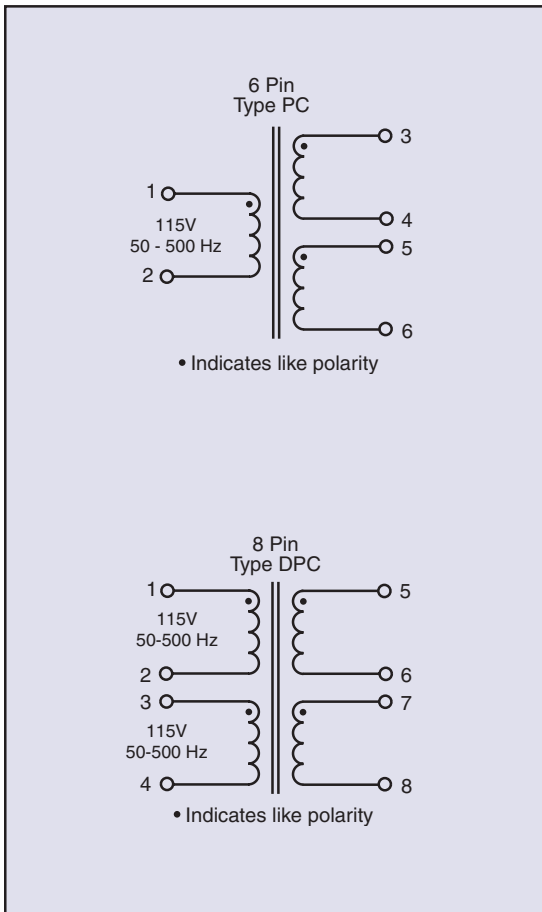 6 Pin
Type PC
3
1
115V
50 - 500 Hz
4
5
2
6
• Indicates like polarity
8 Pin
Type DPC
1
5
115V
50-500 Hz
2
6
3
7
115V
50-500 Hz
4
8
• Indicates like polarity